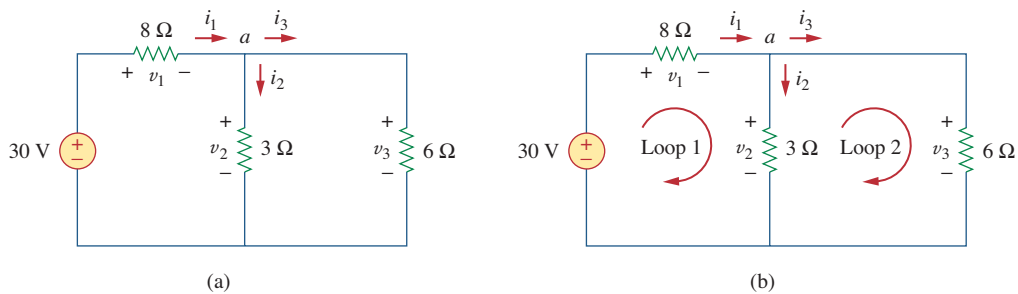 8 Ω i1 a i3
+ v1 −
i2
30 V + − + v2 − 3 Ω + v3 − 6 Ω
(a)
8 Ω i1 a i3
+ v1 −
i2
30 V + − Loop 1 + v2 − 3 Ω Loop 2 + v3 − 6 Ω
(b)